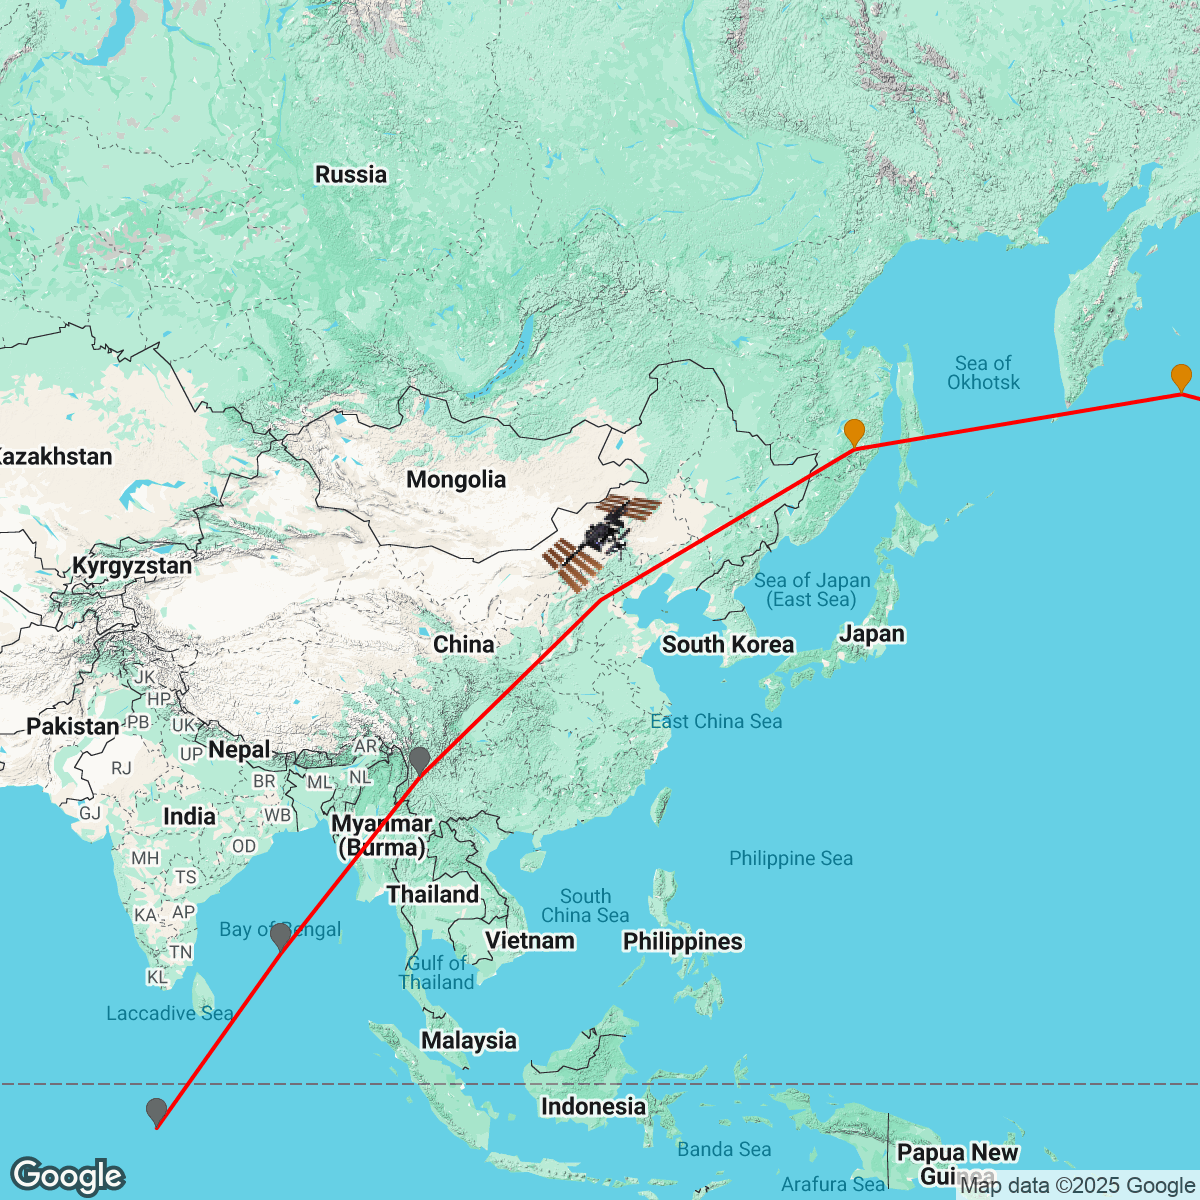 Russia
Sea of
Okhotsk
Kazakhstan
Mongolia
Kyrgyzstan
Sea of Japan
(East Sea)
China
South Korea
Japan
JK
HP
Pakistan
PB
UK
East China Sea
UP
Nepal
AR
RJ
BR
ML
NL
GJ
India
WB
Myanmar
(Burma)
OD
MH
Philippine Sea
TS
Thailand
South
China Sea
KA
AP
Bay of Bengal
Vietnam
Philippines
TN
KL
Gulf of
Thailand
Laccadive Sea
Malaysia
Indonesia
Banda Sea
Papua New
Guinea
Arafura Sea
Google
Map data ©2025 Google